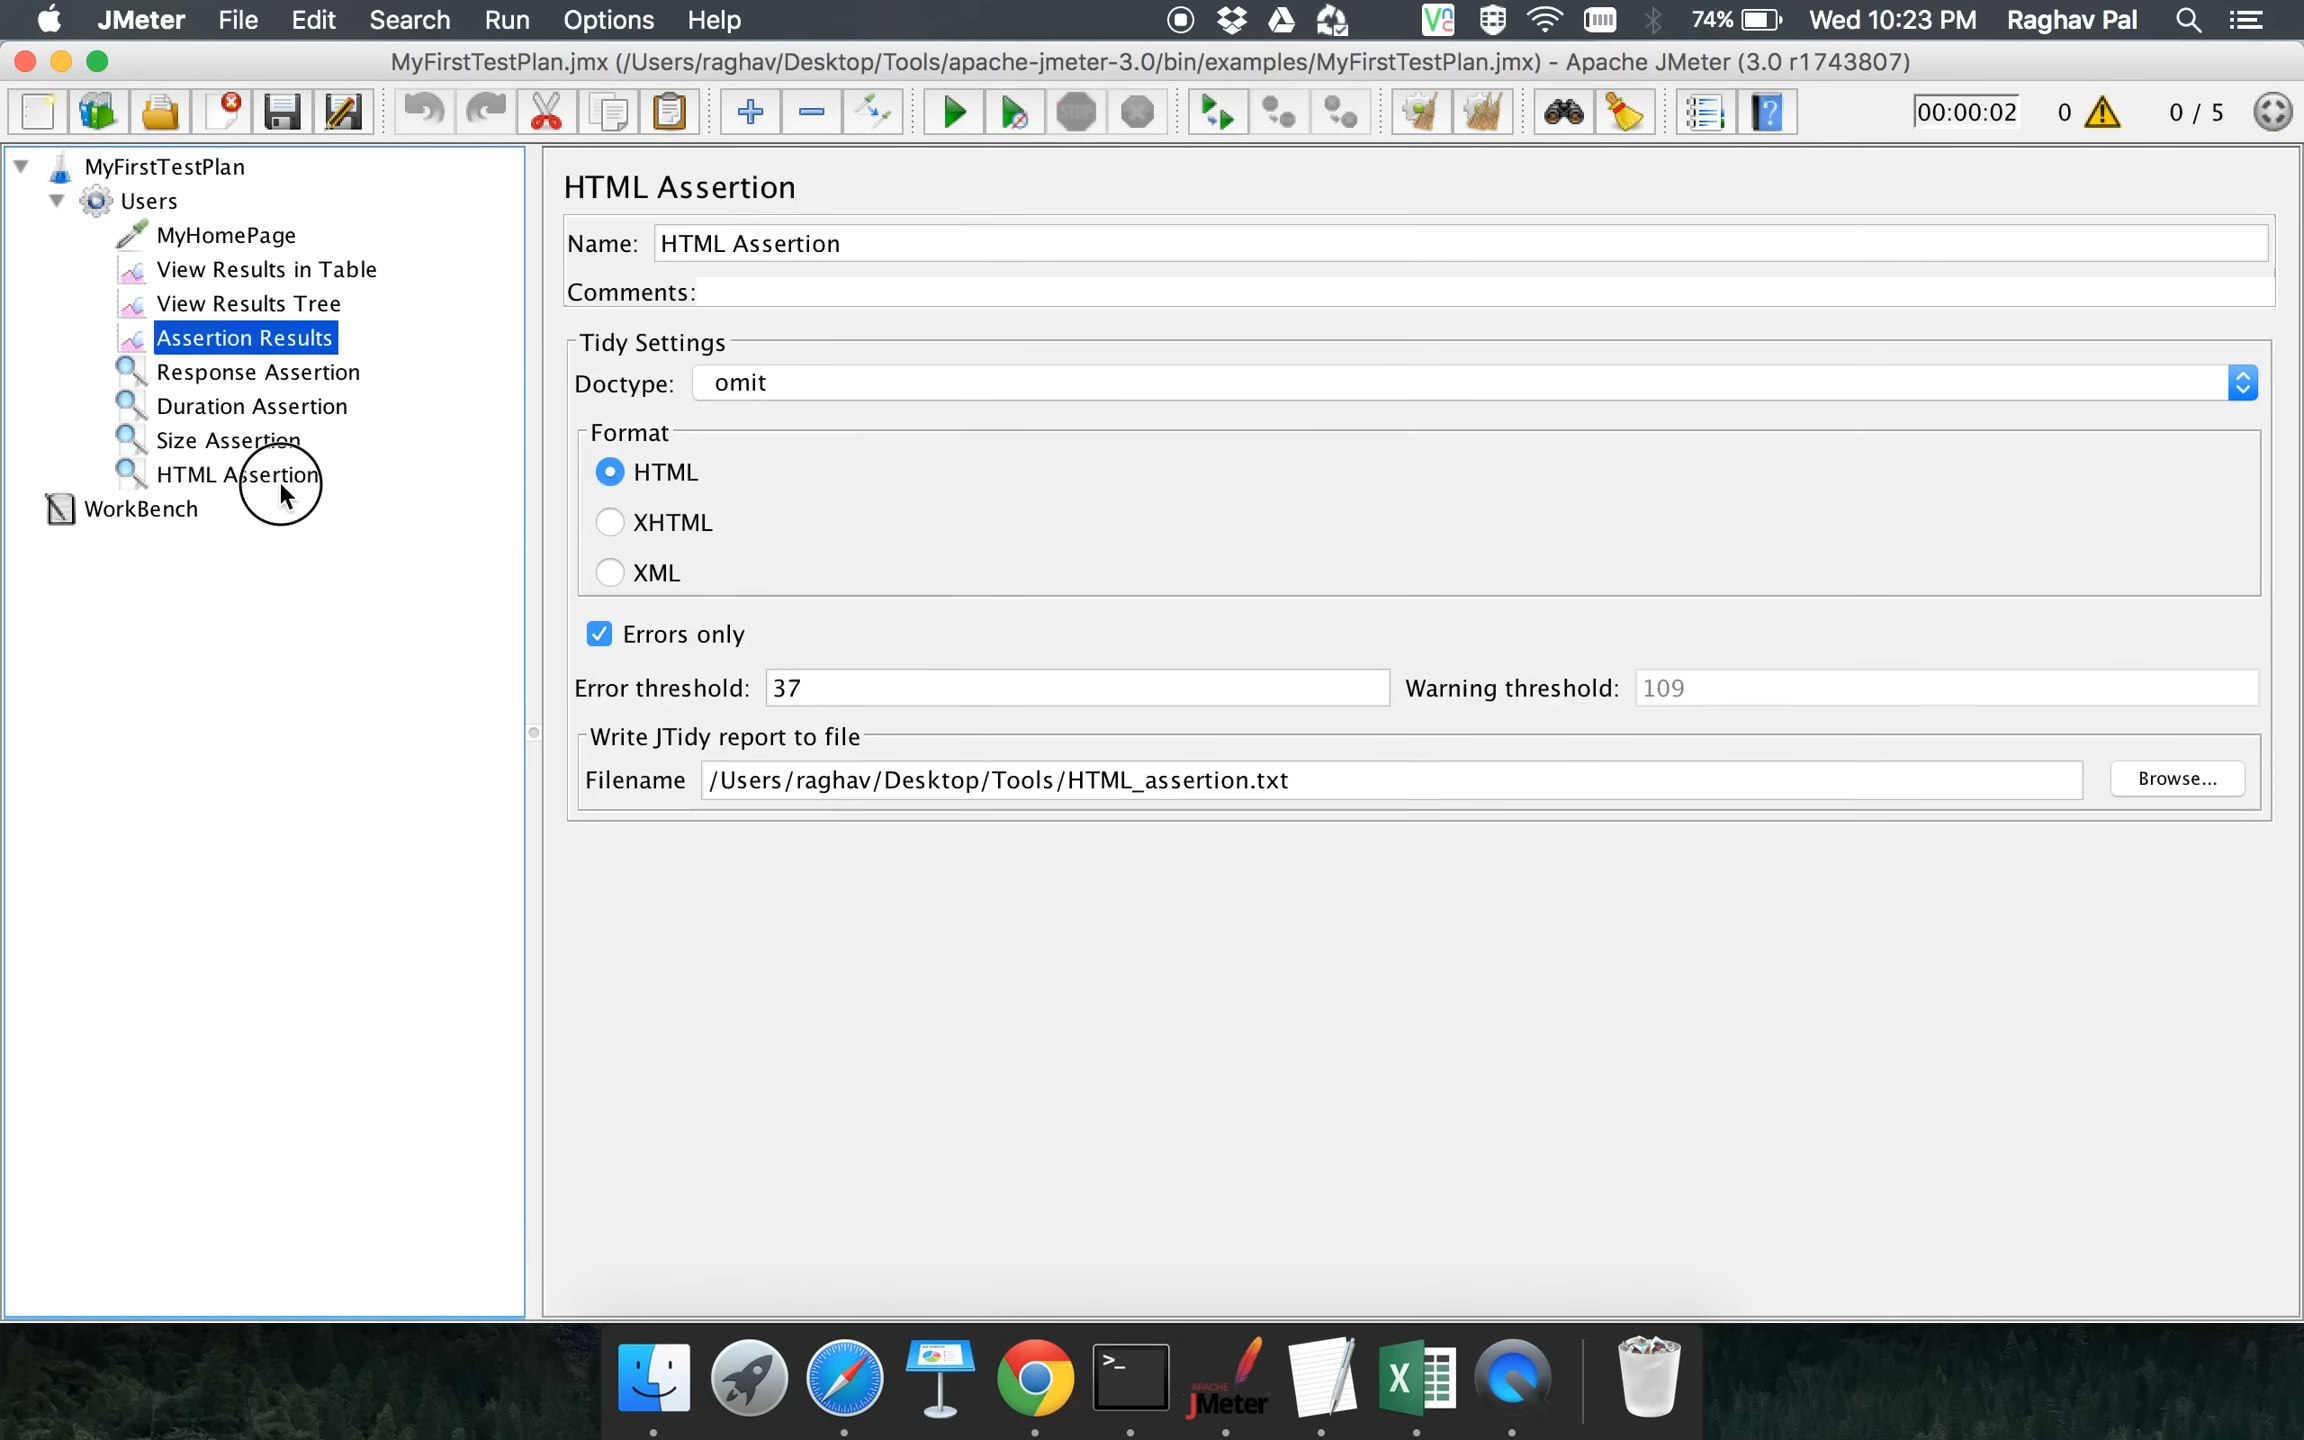 JMeter File Edit Search Run Options Help 74% Wed 10:23 PM Raghav Pal
MyFirstTestPlan.jmx (/Users/raghav/Desktop/Tools/apache-jmeter-3.0/bin/examples/MyFirstTestPlan.jmx) - Apache JMeter (3.0 r1743807)
STOP 00:00:02 0 0 / 5
MyFirstTestPlan
Users
MyHomePage
View Results in Table
View Results Tree
Assertion Results
Response Assertion
Duration Assertion
Size Assertion
HTML Assertion
WorkBench
HTML Assertion
Name: HTML Assertion
Comments:
Tidy Settings
Doctype: omit
Format
HTML
XHTML
XML
Errors only
Error threshold: 37 Warning threshold: 109
Write JTidy report to file
Filename /Users/raghav/Desktop/Tools/HTML_assertion.txt Browse...
APACHE
JMeter